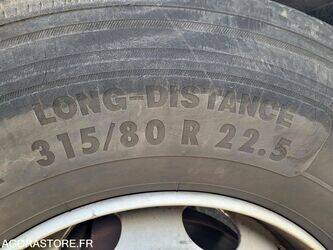 LONG-DISTANCE
315/80 R 22.5
AGORASTORE.FR